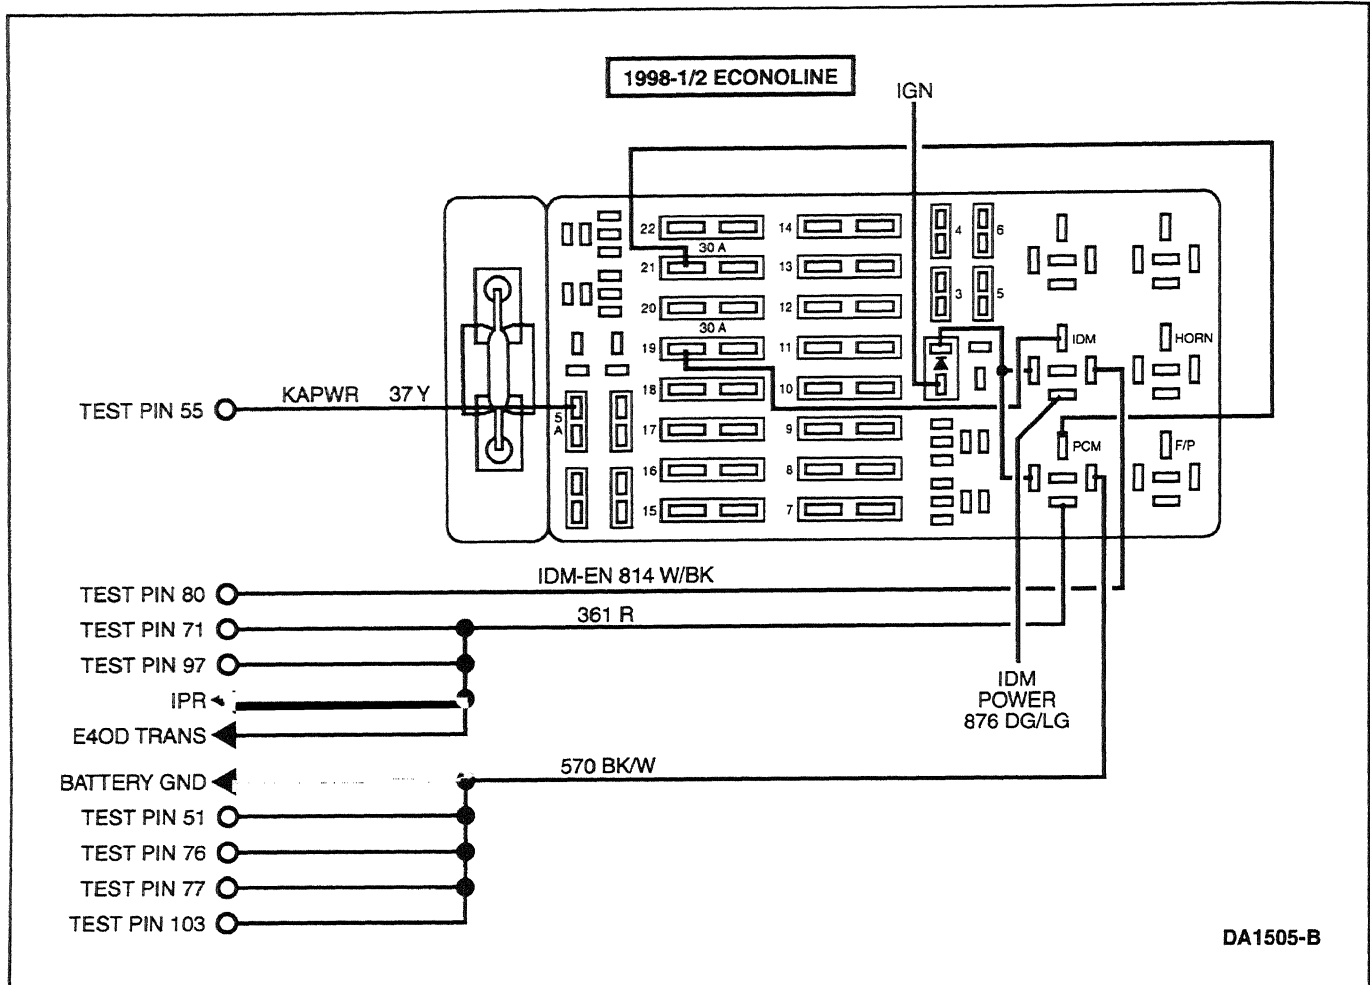 1998-1/2 ECONOLINE
IGN
22
14
4
6
30 A
21
13
3
5
20
12
30 A
19
11
IDM
HORN
18
10
TEST PIN 55
KAPWR
37 Y
5
A
17
9
PCM
F/P
16
8
15
7
TEST PIN 80
IDM-EN 814 W/BK
TEST PIN 71
361 R
TEST PIN 97
IPR
IDM
POWER
876 DG/LG
E4OD TRANS
BATTERY GND
570 BK/W
TEST PIN 51
TEST PIN 76
TEST PIN 77
TEST PIN 103
DA1505-B